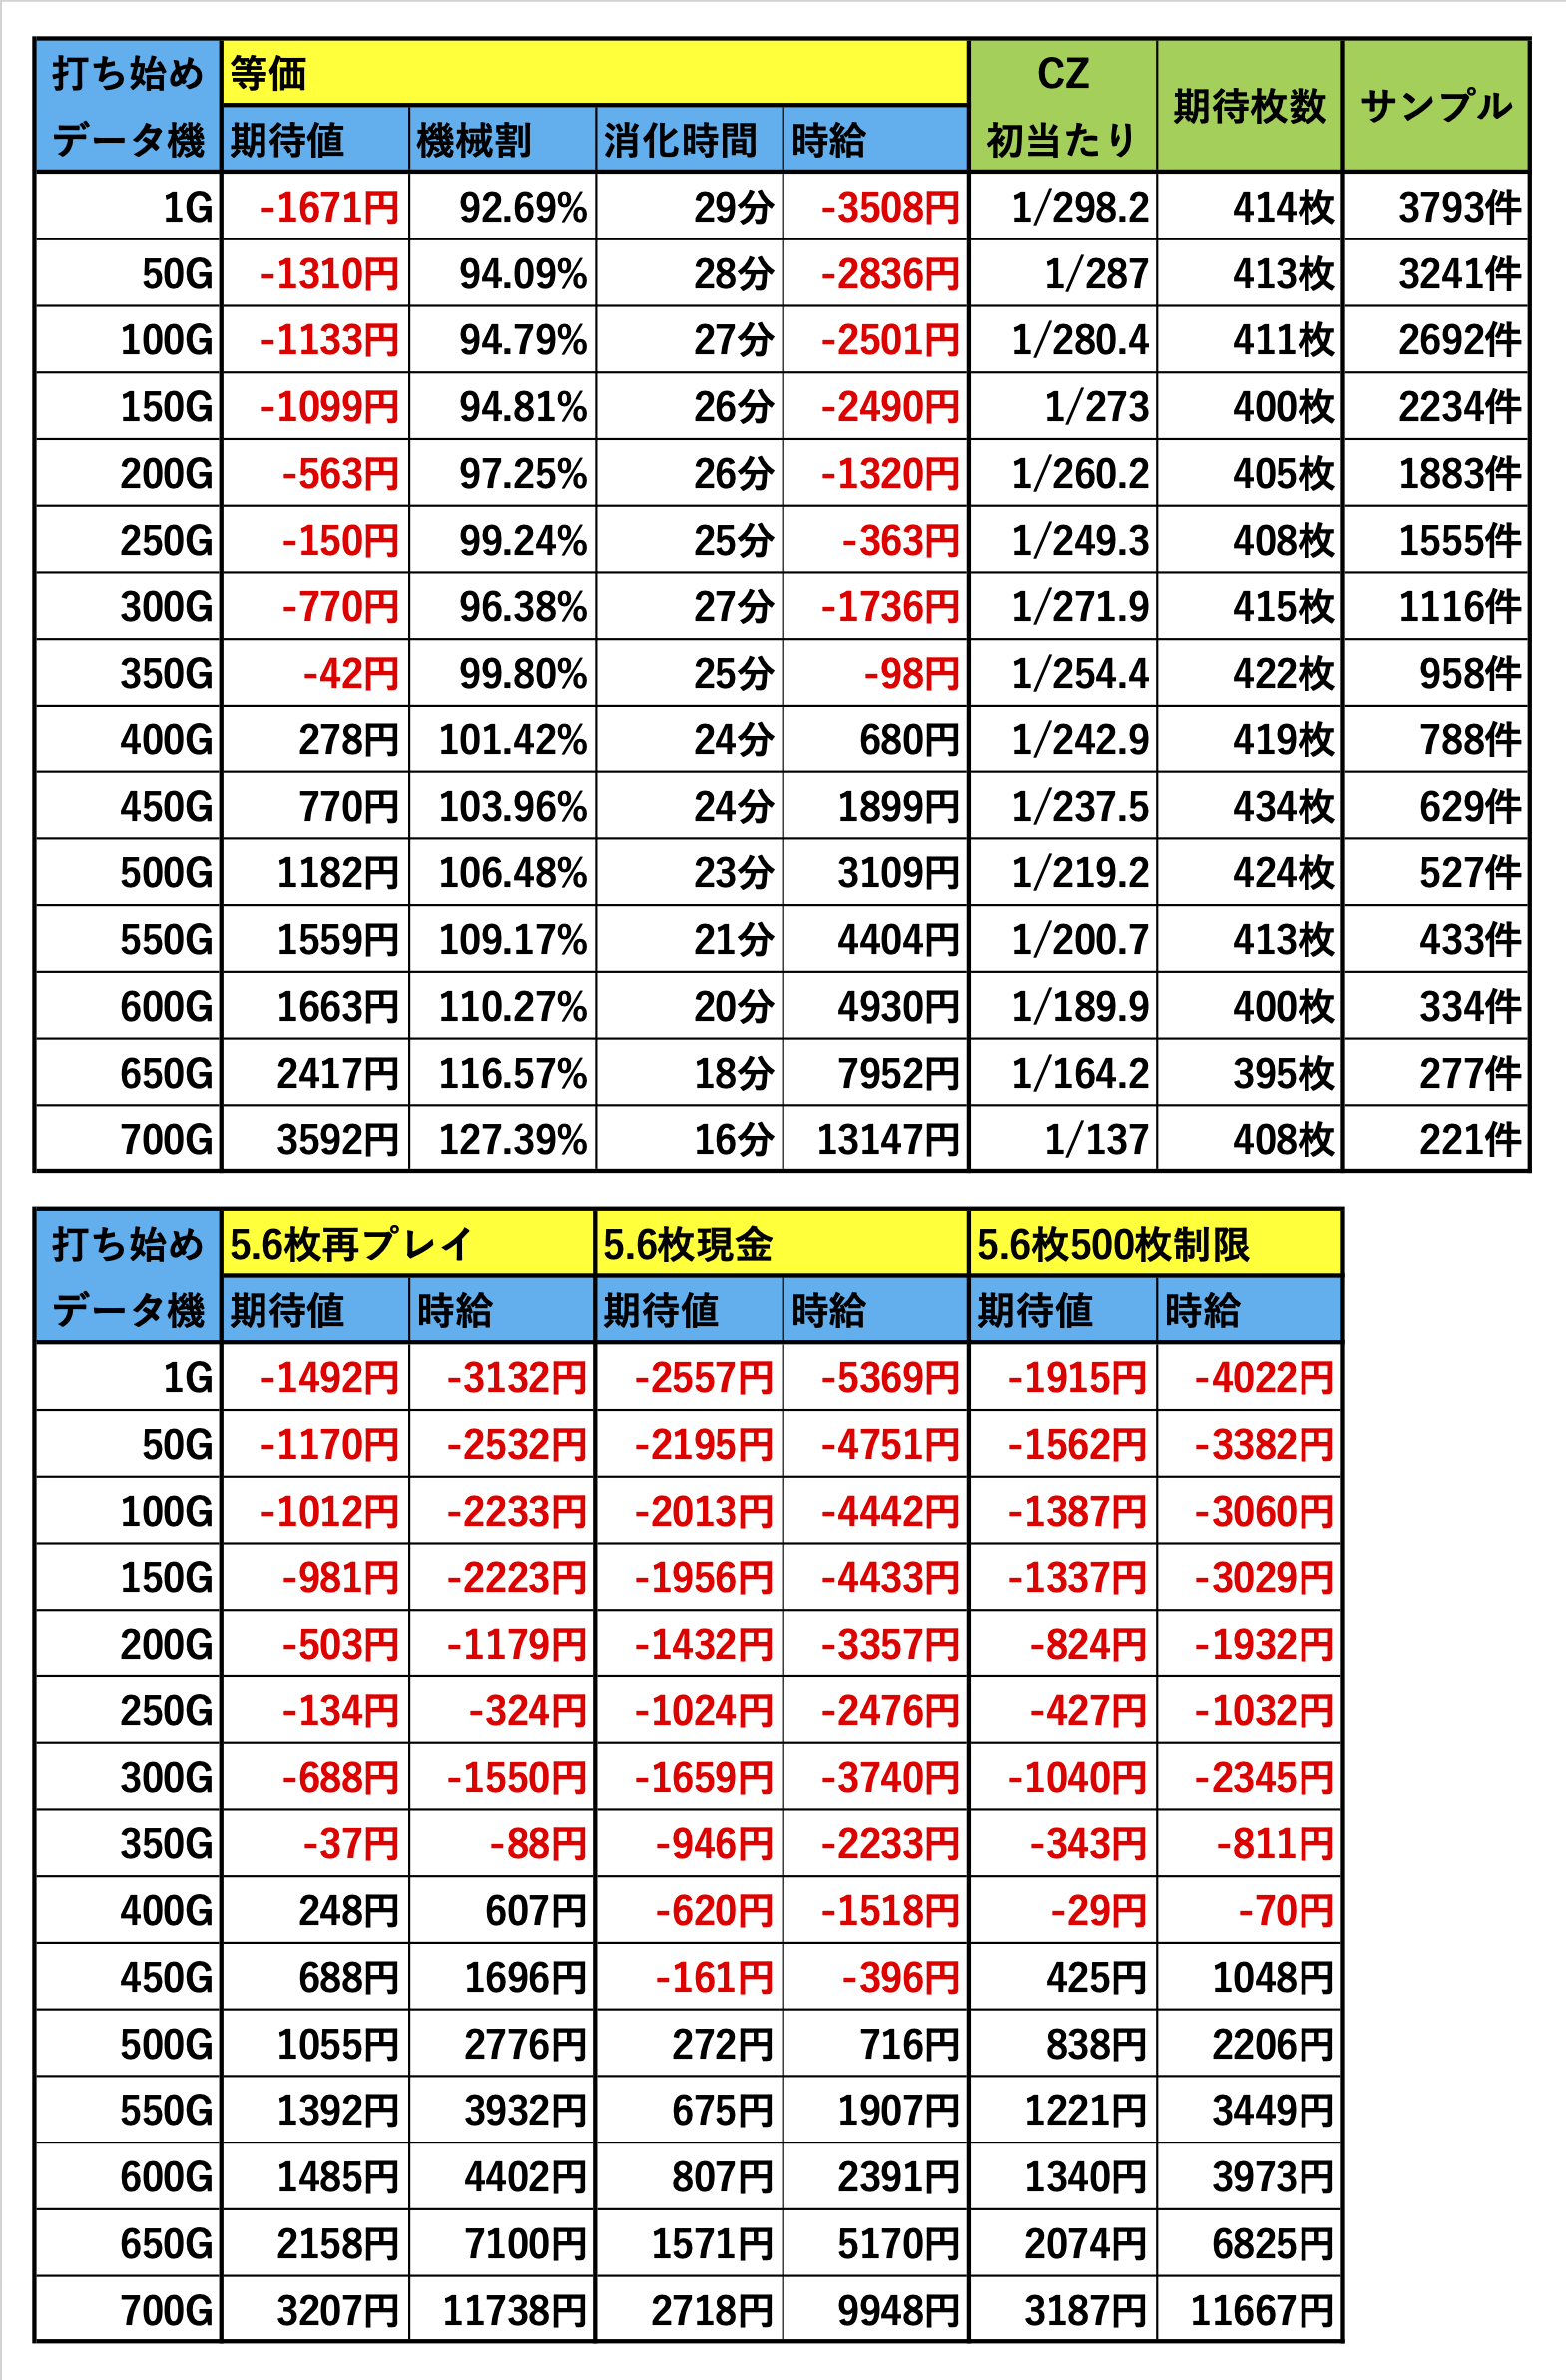 打ち始め 等価 CZ 期待枚数 サンプル
データ機 期待値 機械割 消化時間 時給 初当たり
1G -1671円 92.69% 29分 -3508円 1/298.2 414枚 3793件
50G -1310円 94.09% 28分 -2836円 1/287 413枚 3241件
100G -1133円 94.79% 27分 -2501円 1/280.4 411枚 2692件
150G -1099円 94.81% 26分 -2490円 1/273 400枚 2234件
200G -563円 97.25% 26分 -1320円 1/260.2 405枚 1883件
250G -150円 99.24% 25分 -363円 1/249.3 408枚 1555件
300G -770円 96.38% 27分 -1736円 1/271.9 415枚 1116件
350G -42円 99.80% 25分 -98円 1/254.4 422枚 958件
400G 278円 101.42% 24分 680円 1/242.9 419枚 788件
450G 770円 103.96% 24分 1899円 1/237.5 434枚 629件
500G 1182円 106.48% 23分 3109円 1/219.2 424枚 527件
550G 1559円 109.17% 21分 4404円 1/200.7 413枚 433件
600G 1663円 110.27% 20分 4930円 1/189.9 400枚 334件
650G 2417円 116.57% 18分 7952円 1/164.2 395枚 277件
700G 3592円 127.39% 16分 13147円 1/137 408枚 221件
打ち始め 5.6枚再プレイ 5.6枚現金 5.6枚500枚制限
データ機 期待値 時給 期待値 時給 期待値 時給
1G -1492円 -3132円 -2557円 -5369円 -1915円 -4022円
50G -1170円 -2532円 -2195円 -4751円 -1562円 -3382円
100G -1012円 -2233円 -2013円 -4442円 -1387円 -3060円
150G -981円 -2223円 -1956円 -4433円 -1337円 -3029円
200G -503円 -1179円 -1432円 -3357円 -824円 -1932円
250G -134円 -324円 -1024円 -2476円 -427円 -1032円
300G -688円 -1550円 -1659円 -3740円 -1040円 -2345円
350G -37円 -88円 -946円 -2233円 -343円 -811円
400G 248円 607円 -620円 -1518円 -29円 -70円
450G 688円 1696円 -161円 -396円 425円 1048円
500G 1055円 2776円 272円 716円 838円 2206円
550G 1392円 3932円 675円 1907円 1221円 3449円
600G 1485円 4402円 807円 2391円 1340円 3973円
650G 2158円 7100円 1571円 5170円 2074円 6825円
700G 3207円 11738円 2718円 9948円 3187円 11667円